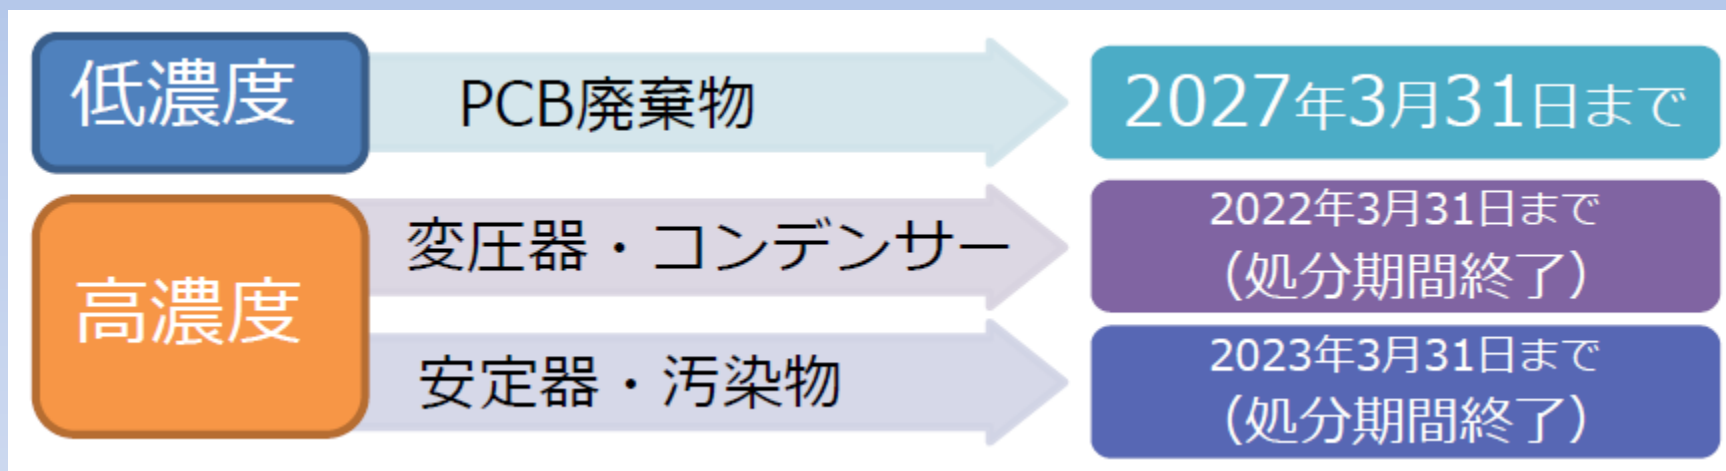 低濃度
PCB廃棄物
2027年3月31日まで
高濃度
変圧器・コンデンサー
2022年3月31日まで
（処分期間終了）
安定器・汚染物
2023年3月31日まで
（処分期間終了）